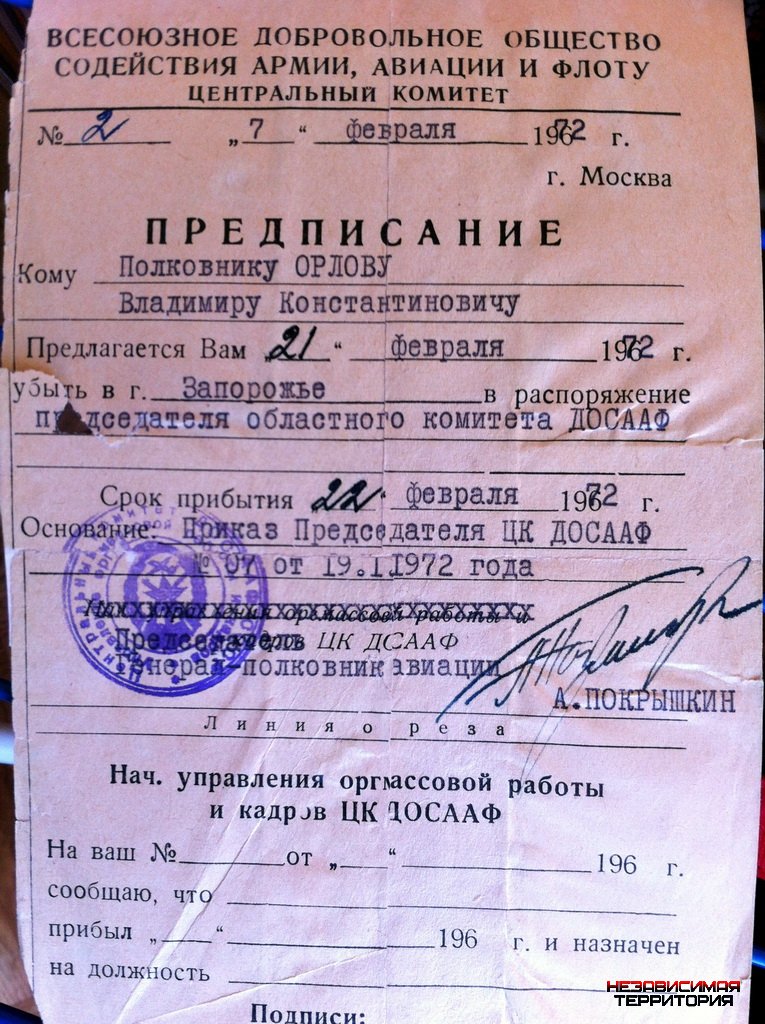 ВСЕСОЮЗНОЕ ДОБРОВОЛЬНОЕ ОБЩЕСТВО
СОДЕЙСТВИЯ АРМИИ, АВИАЦИИ И ФЛОТУ
ЦЕНТРАЛЬНЫЙ КОМИТЕТ
№ 2 „7“ февраля 1972 г.
г. Москва
ПРЕДПИСАНИЕ
Кому Полковнику ОРЛОВУ
Владимиру Константиновичу
Предлагается Вам „21“ февраля 1972 г.
убыть в г. Запорожье в распоряжение
председателя областного комитета ДОСААФ
Срок прибытия 22“ февраля 1972 г.
Основание: Приказ Председателя ЦК ДОСААФ
№ 07 от 19.I.1972 года
Председатель ЦК ДОСААФ
генерал-полковник авиации
А.ПОКРЫШКИН
Линия отреза
Нач. управления оргмассовой работы
и кадров ЦК ДОСААФ
На ваш № от „ “ 196 г.
сообщаю, что
прибыл „ “ 196 г. и назначен
на должность
Подписи:
НЕЗАВИСИМАЯ
ТЕРРИТОРИЯ